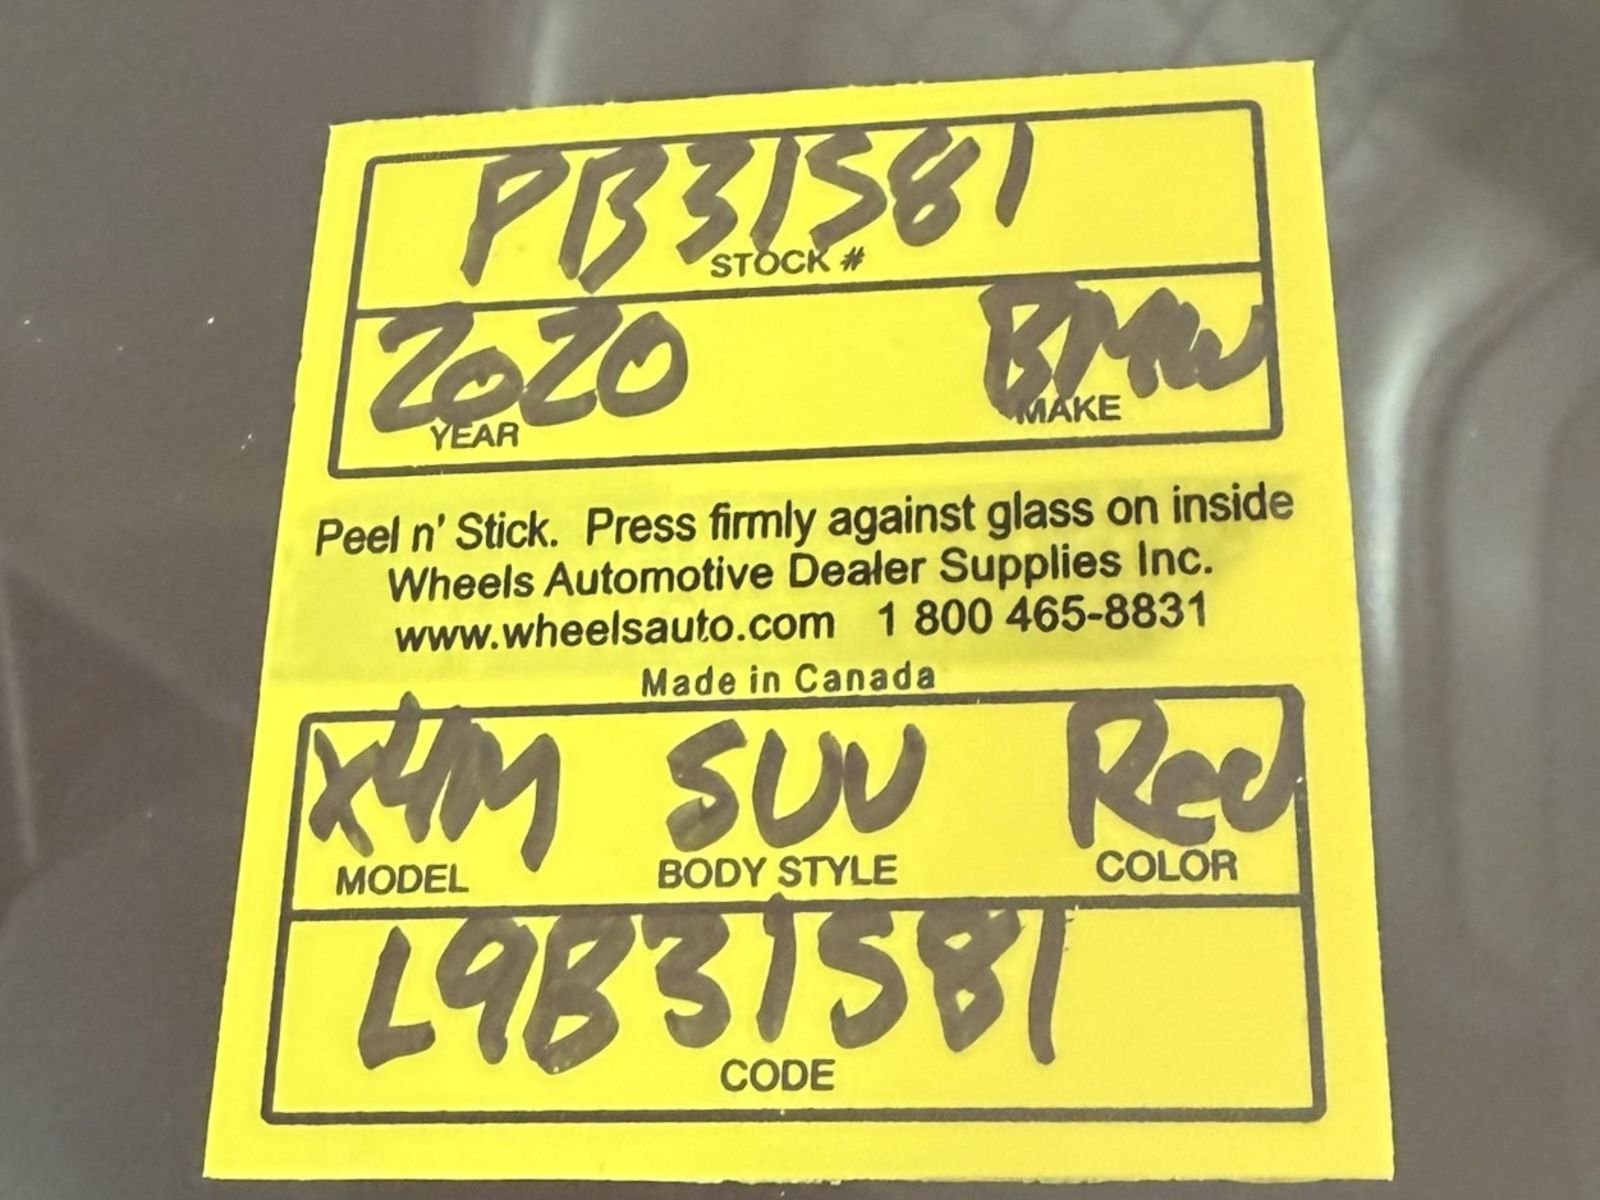 PB31581
STOCK #
2020 BMW
YEAR MAKE
Peel n' Stick. Press firmly against glass on inside
Wheels Automotive Dealer Supplies Inc.
www.wheelsauto.com 1 800 465-8831
Made in Canada
X4M SUV Red
MODEL BODY STYLE COLOR
L9B31581
CODE